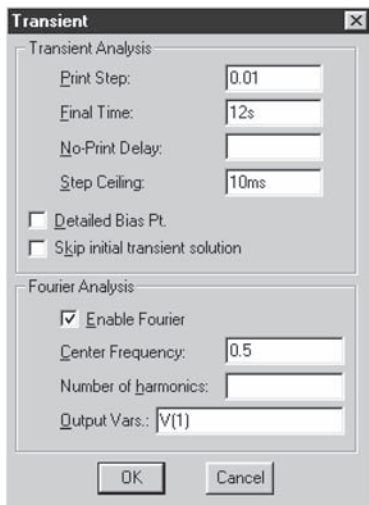 Transient
Transient Analysis
Print Step: 0.01
Final Time: 12s
No-Print Delay:
Step Ceiling: 10ms
Detailed Bias Pt.
Skip initial transient solution
Fourier Analysis
Enable Fourier
Center Frequency: 0.5
Number of harmonics:
Output Vars.: V(1)
OK Cancel